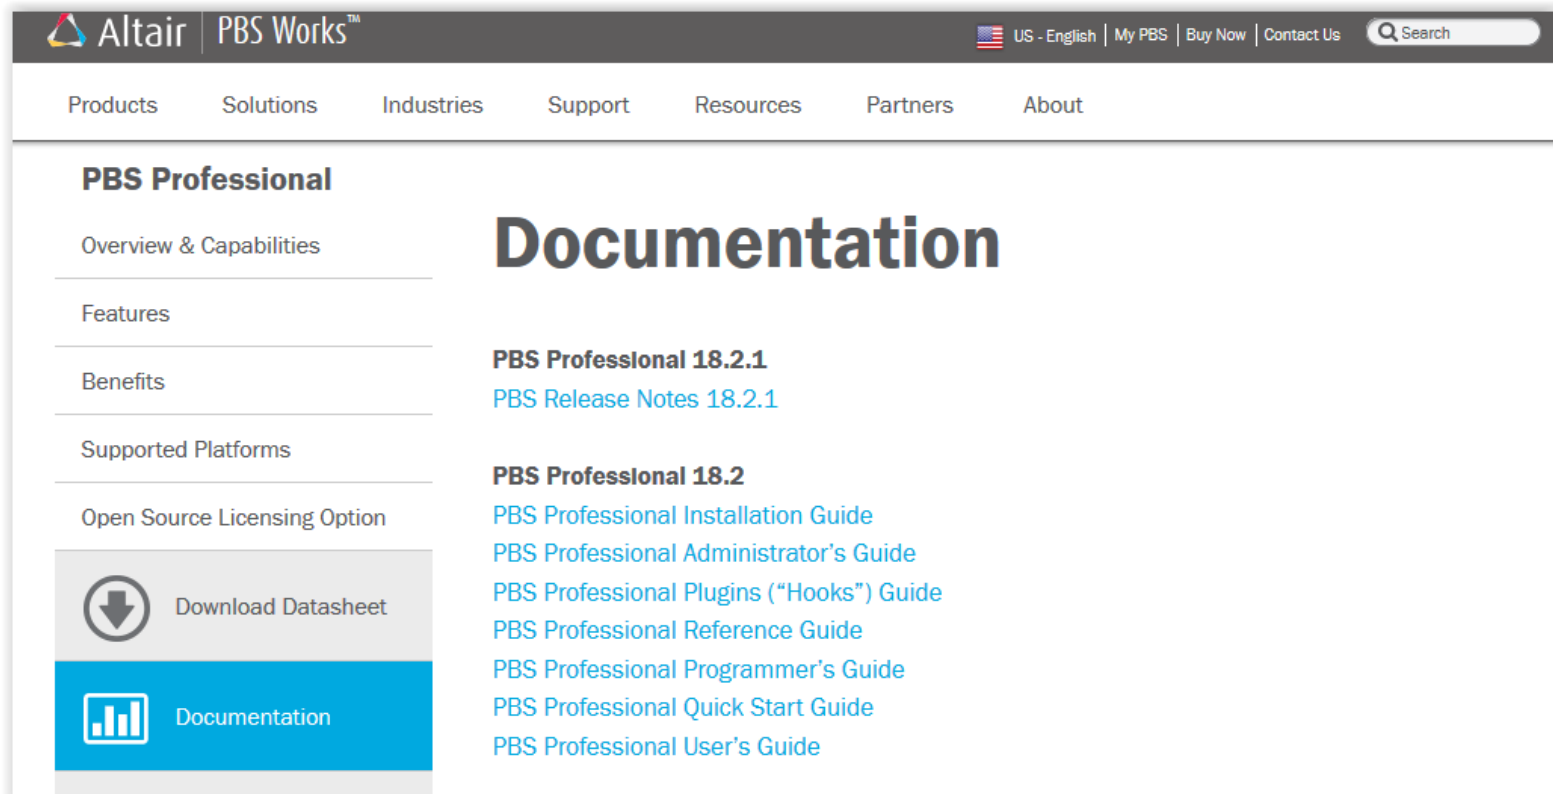 Altair | PBS Works™
US - English | My PBS | Buy Now | Contact Us
Search
Products Solutions Industries Support Resources Partners About
PBS Professional
Overview & Capabilities
Features
Benefits
Supported Platforms
Open Source Licensing Option
Download Datasheet
Documentation
Documentation
PBS Professional 18.2.1
PBS Release Notes 18.2.1
PBS Professional 18.2
PBS Professional Installation Guide
PBS Professional Administrator’s Guide
PBS Professional Plugins (“Hooks”) Guide
PBS Professional Reference Guide
PBS Professional Programmer’s Guide
PBS Professional Quick Start Guide
PBS Professional User’s Guide